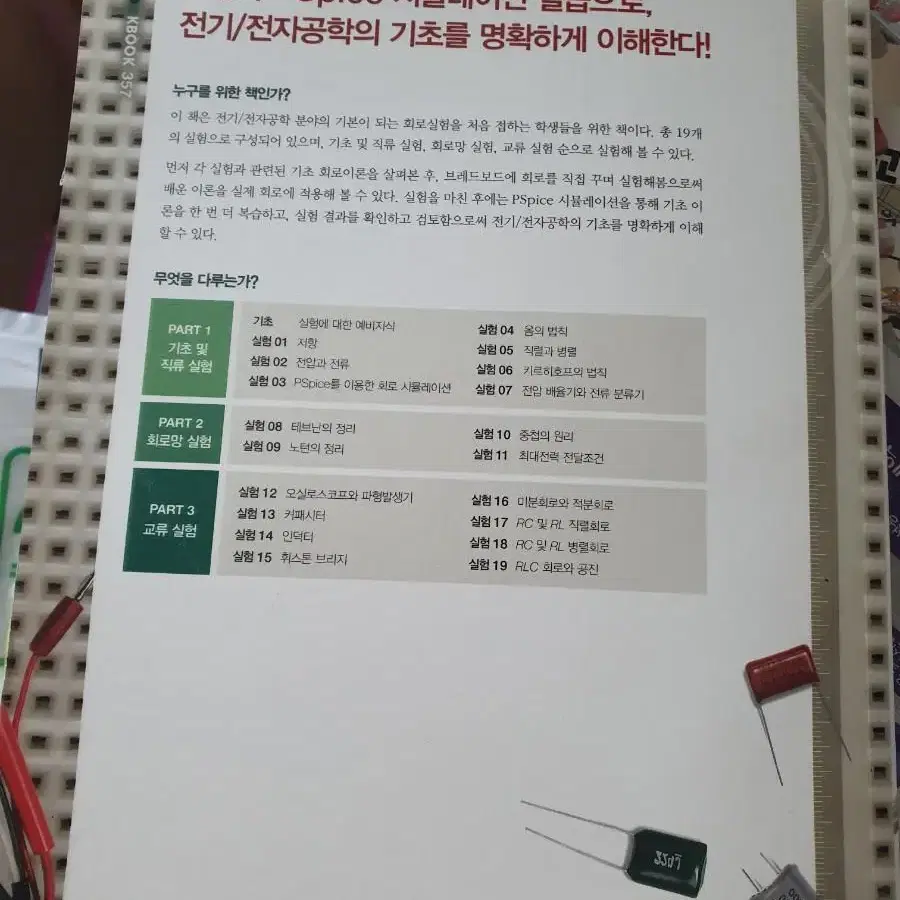 전기/전자공학의 기초를 명확하게 이해한다!
KBOOK 357
누구를 위한 책인가?
이 책은 전기/전자공학 분야의 기본이 되는 회로실험을 처음 접하는 학생들을 위한 책이다. 총 19개
의 실험으로 구성되어 있으며, 기초 및 직류 실험, 회로망 실험, 교류 실험 순으로 실험해 볼 수 있다.
먼저 각 실험과 관련된 기초 회로이론을 살펴본 후, 브레드보드에 회로를 직접 꾸며 실험해봄으로써
배운 이론을 실제 회로에 적용해 볼 수 있다. 실험을 마친 후에는 PSpice 시뮬레이션을 통해 기초 이
론을 한 번 더 복습하고, 실험 결과를 확인하고 검토함으로써 전기/전자공학의 기초를 명확하게 이해
할 수 있다.
무엇을 다루는가?
PART 1
기초 및
직류 실험
기초 실험에 대한 예비지식
실험 01 저항
실험 02 전압과 전류
실험 03 PSpice를 이용한 회로 시뮬레이션
실험 04 옴의 법칙
실험 05 직렬과 병렬
실험 06 키르히호프의 법칙
실험 07 전압 배율기와 전류 분류기
PART 2
회로망 실험
실험 08 테브난의 정리
실험 09 노턴의 정리
실험 10 중첩의 원리
실험 11 최대전력 전달조건
PART 3
교류 실험
실험 12 오실로스코프와 파형발생기
실험 13 커패시터
실험 14 인덕터
실험 15 휘스톤 브리지
실험 16 미분회로와 적분회로
실험 17 RC 및 RL 직렬회로
실험 18 RC 및 RL 병렬회로
실험 19 RLC 회로와 공진